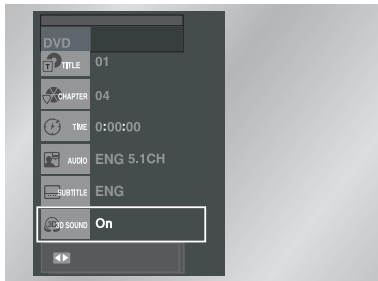 DVD
TITLE 01
CHAPTER 04
TIME 0:00:00
AUDIO ENG 5.1CH
SUBTITLE ENG
3D SOUND On